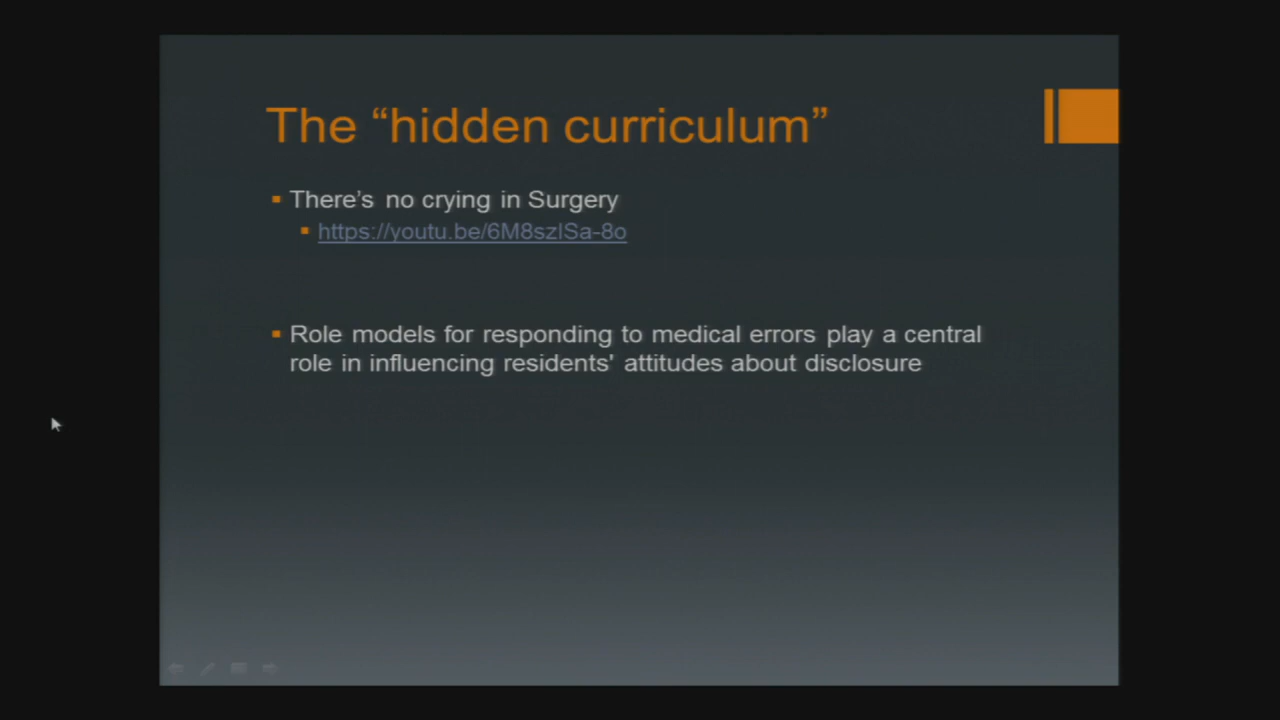 The “hidden curriculum”
There’s no crying in Surgery
https://youtu.be/6M8szlSa-8o
Role models for responding to medical errors play a central
role in influencing residents' attitudes about disclosure